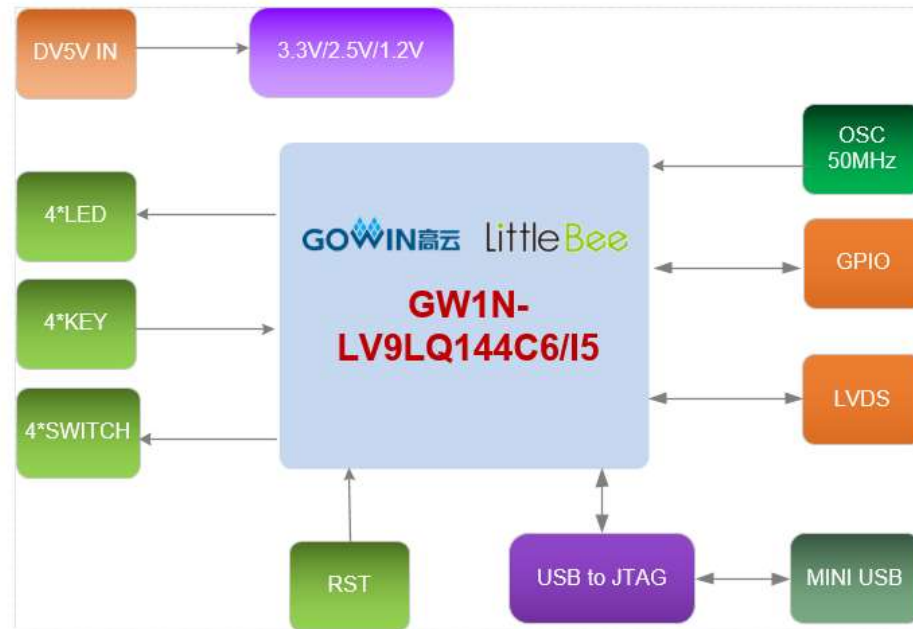 DV5V IN
3.3V/2.5V/1.2V
OSC
50MHz
4*LED
GOWIN高云 LittleBee
GPIO
GW1N-
LV9LQ144C6/I5
4*KEY
LVDS
4*SWITCH
RST
USB to JTAG
MINI USB